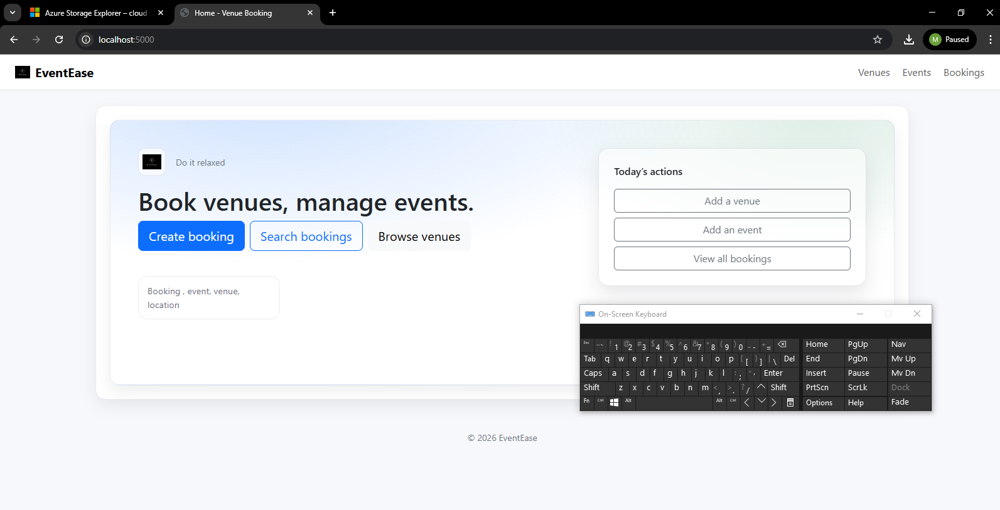 Azure Storage Explorer – cloud
Home - Venue Booking
localhost:5000
M Paused
EventEase
Venues Events Bookings
Do it relaxed
Book venues, manage events.
Create booking Search bookings Browse venues
Booking , event, venue,
location
Today’s actions
Add a venue
Add an event
View all bookings
On-Screen Keyboard
Esc ~` !1 @2 #3 $4 %5 ^6 &7 *8 (9 )0 _- += Home PgUp Nav
Tab q w e r t y u i o p {[ }] |\ Del End PgDn Mv Up
Caps a s d f g h j k l :; "' Enter Insert Pause Mv Dn
Shift z x c v b n m <, >. ?/ Shift PrtScn ScrLk Dock
Fn Ctrl Alt Alt Ctrl Options Help Fade
© 2026 EventEase